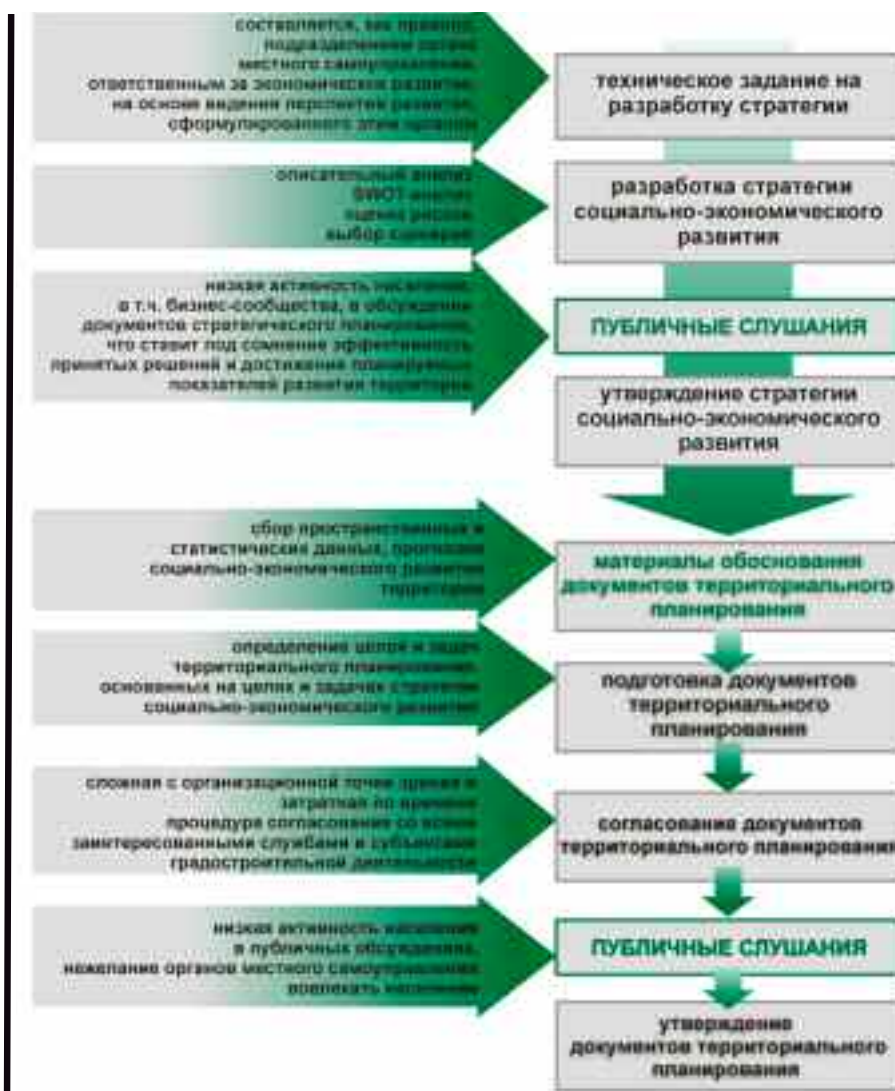 составляется, как правило,
подразделением органа
местного самоуправления,
ответственным за экономическое развитие,
на основе видения перспектив развития,
сформулированного этим органом
техническое задание на
разработку стратегии
описательный анализ
SWOT-анализ
оценка рисков
выбор сценария
разработка стратегии
социально-экономического
развития
низкая активность населения,
в т.ч. бизнес-сообщества, в обсуждении
документов стратегического планирования,
что ставит под сомнение эффективность
принятых решений и достижение планируемых
показателей развития территории
ПУБЛИЧНЫЕ СЛУШАНИЯ
утверждение стратегии
социально-экономического
развития
сбор пространственных и
статистических данных, прогнозов
социально-экономического развития
территории
материалы обоснования
документов территориального
планирования
определение целей и задач
территориального планирования,
основанных на целях и задачах стратегии
социально-экономического развития
подготовка документов
территориального
планирования
сложная с организационной точки зрения и
затратная по времени
процедура согласования со всеми
заинтересованными службами и субъектами
градостроительной деятельности
согласование документов
территориального планирования
низкая активность населения
в публичных обсуждениях,
нежелание органов местного самоуправления
вовлекать население
ПУБЛИЧНЫЕ СЛУШАНИЯ
утверждение
документов территориального
планирования